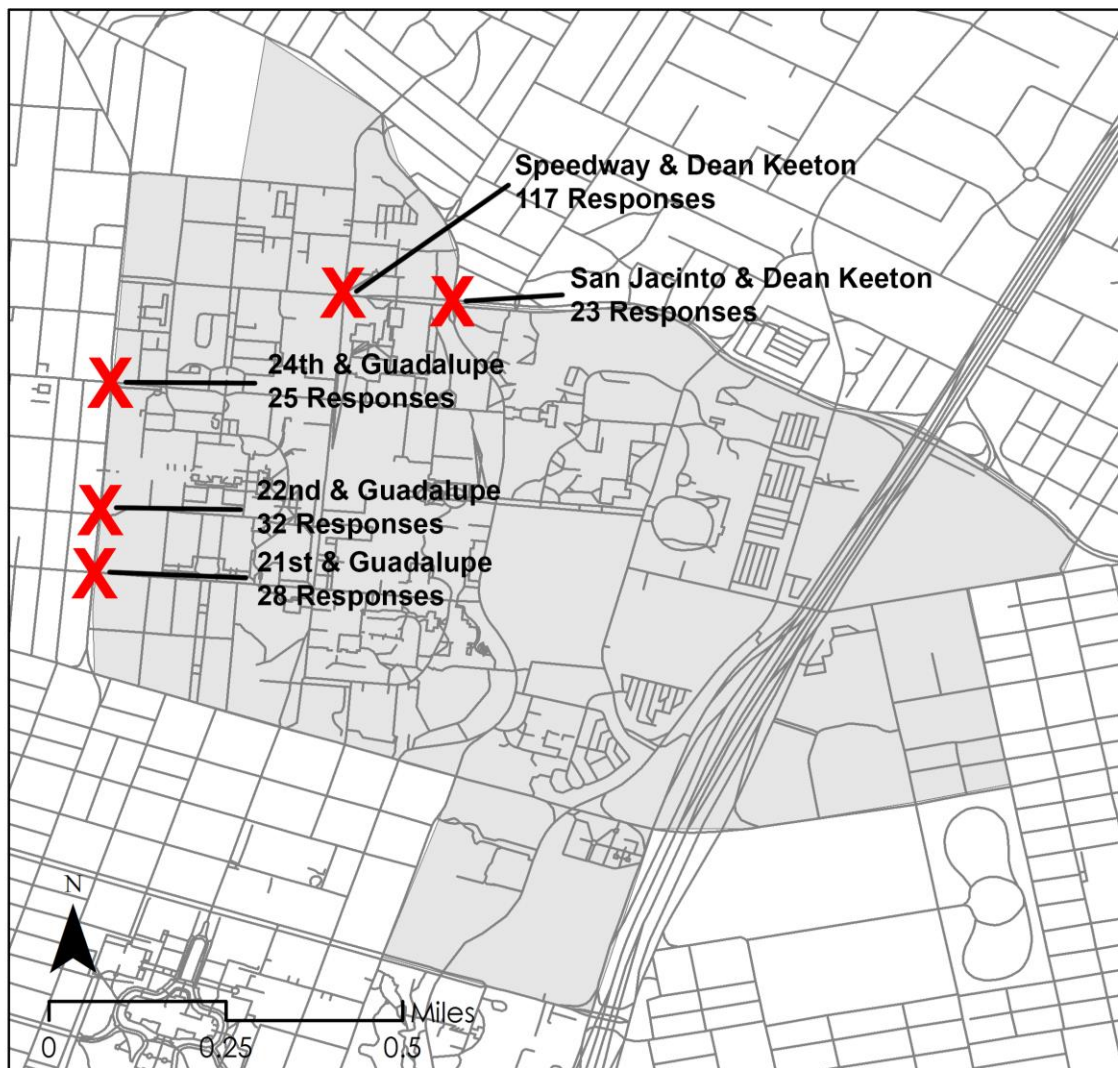 Speedway & Dean Keeton
117 Responses
San Jacinto & Dean Keeton
23 Responses
24th & Guadalupe
25 Responses
22nd & Guadalupe
32 Responses
21st & Guadalupe
28 Responses
N
Miles
0 0.25 0.5